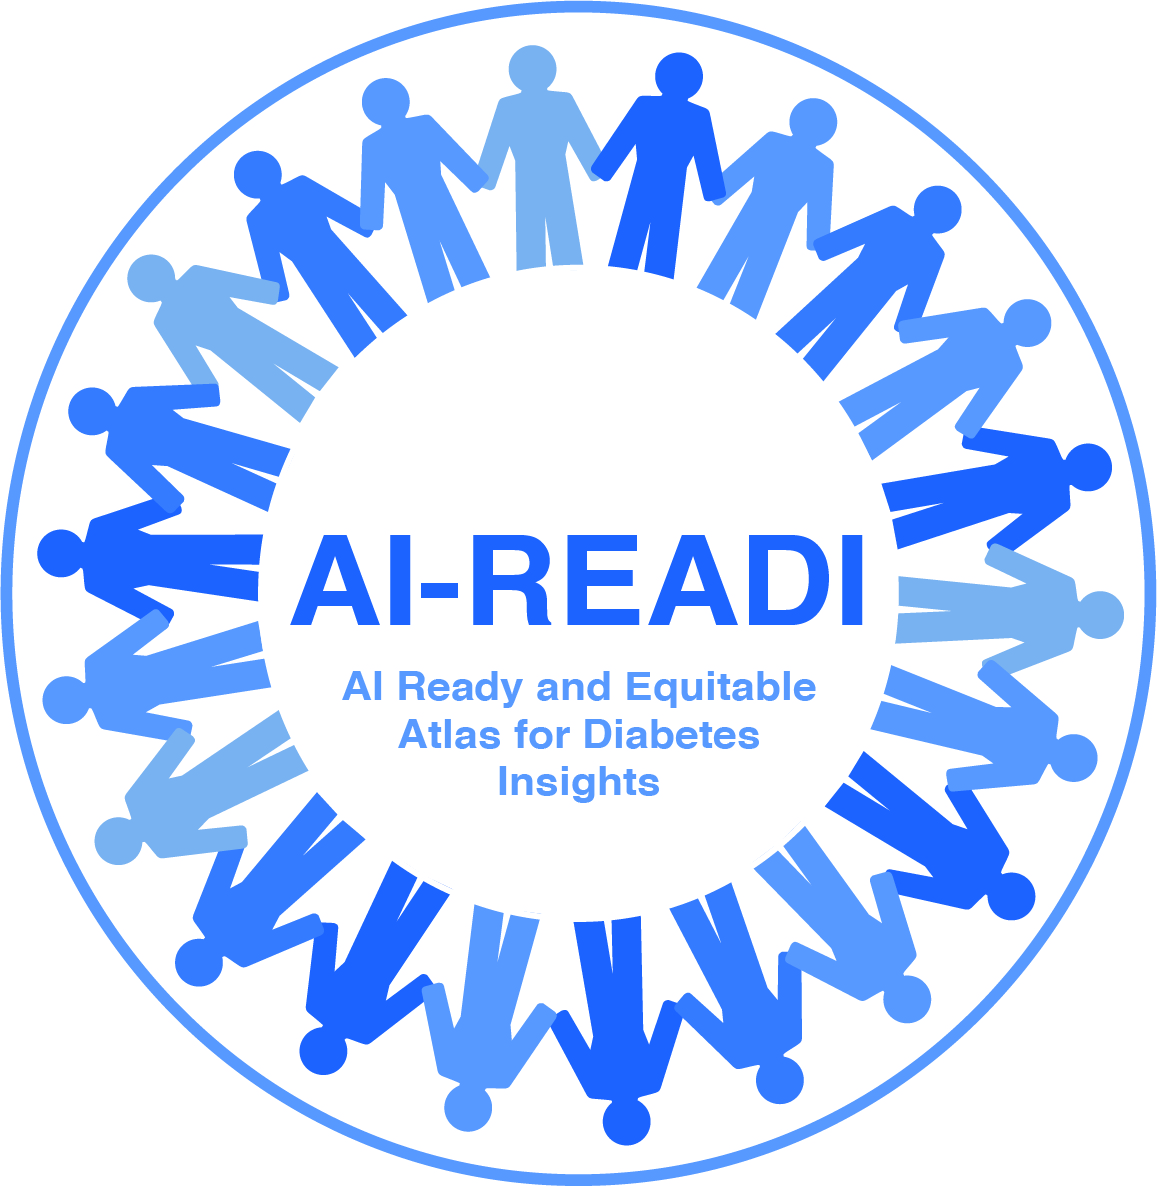 AI-READI
AI Ready and Equitable
Atlas for Diabetes
Insights